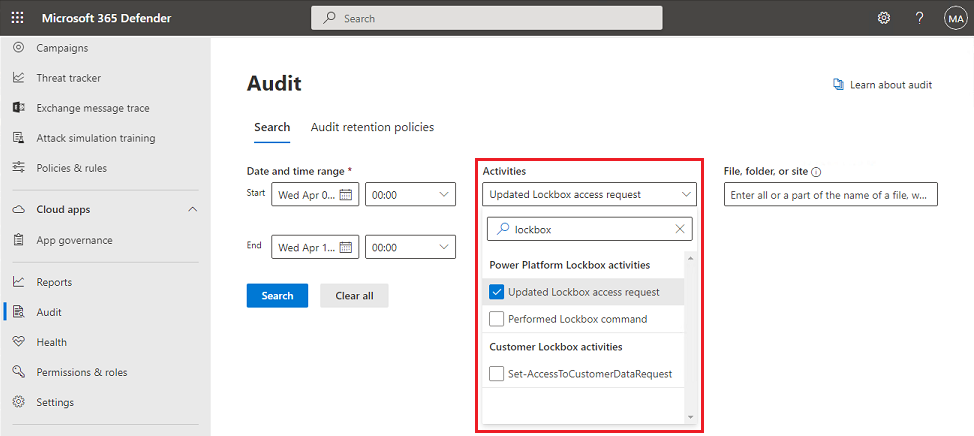 Microsoft 365 Defender
Search
?
MA
Campaigns
Threat tracker
Exchange message trace
Attack simulation training
Policies & rules
Cloud apps
App governance
Reports
Audit
Health
Permissions & roles
Settings
Audit
Learn about audit
Search
Audit retention policies
Date and time range *
Start
Wed Apr 0...
00:00
End
Wed Apr 1...
00:00
Search
Clear all
Activities
Updated Lockbox access request
lockbox
Power Platform Lockbox activities
Updated Lockbox access request
Performed Lockbox command
Customer Lockbox activities
Set-AccessToCustomerDataRequest
File, folder, or site
Enter all or a part of the name of a file, w...